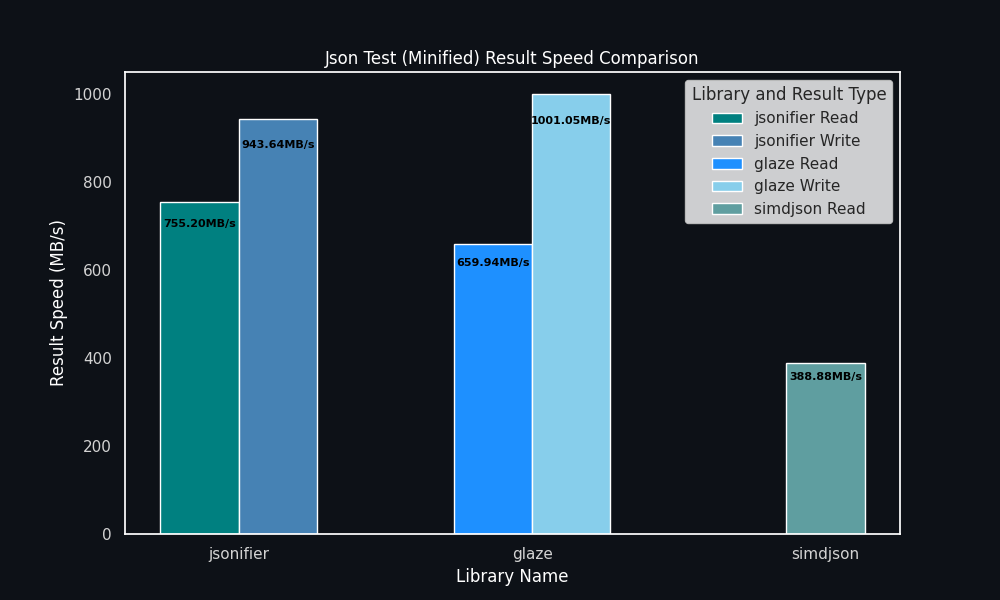 Json Test (Minified) Result Speed Comparison
Library and Result Type
jsonifier Read
jsonifier Write
glaze Read
glaze Write
simdjson Read
Result Speed (MB/s)
1000
800
600
400
200
0
755.20MB/s
943.64MB/s
659.94MB/s
1001.05MB/s
388.88MB/s
jsonifier
glaze
simdjson
Library Name